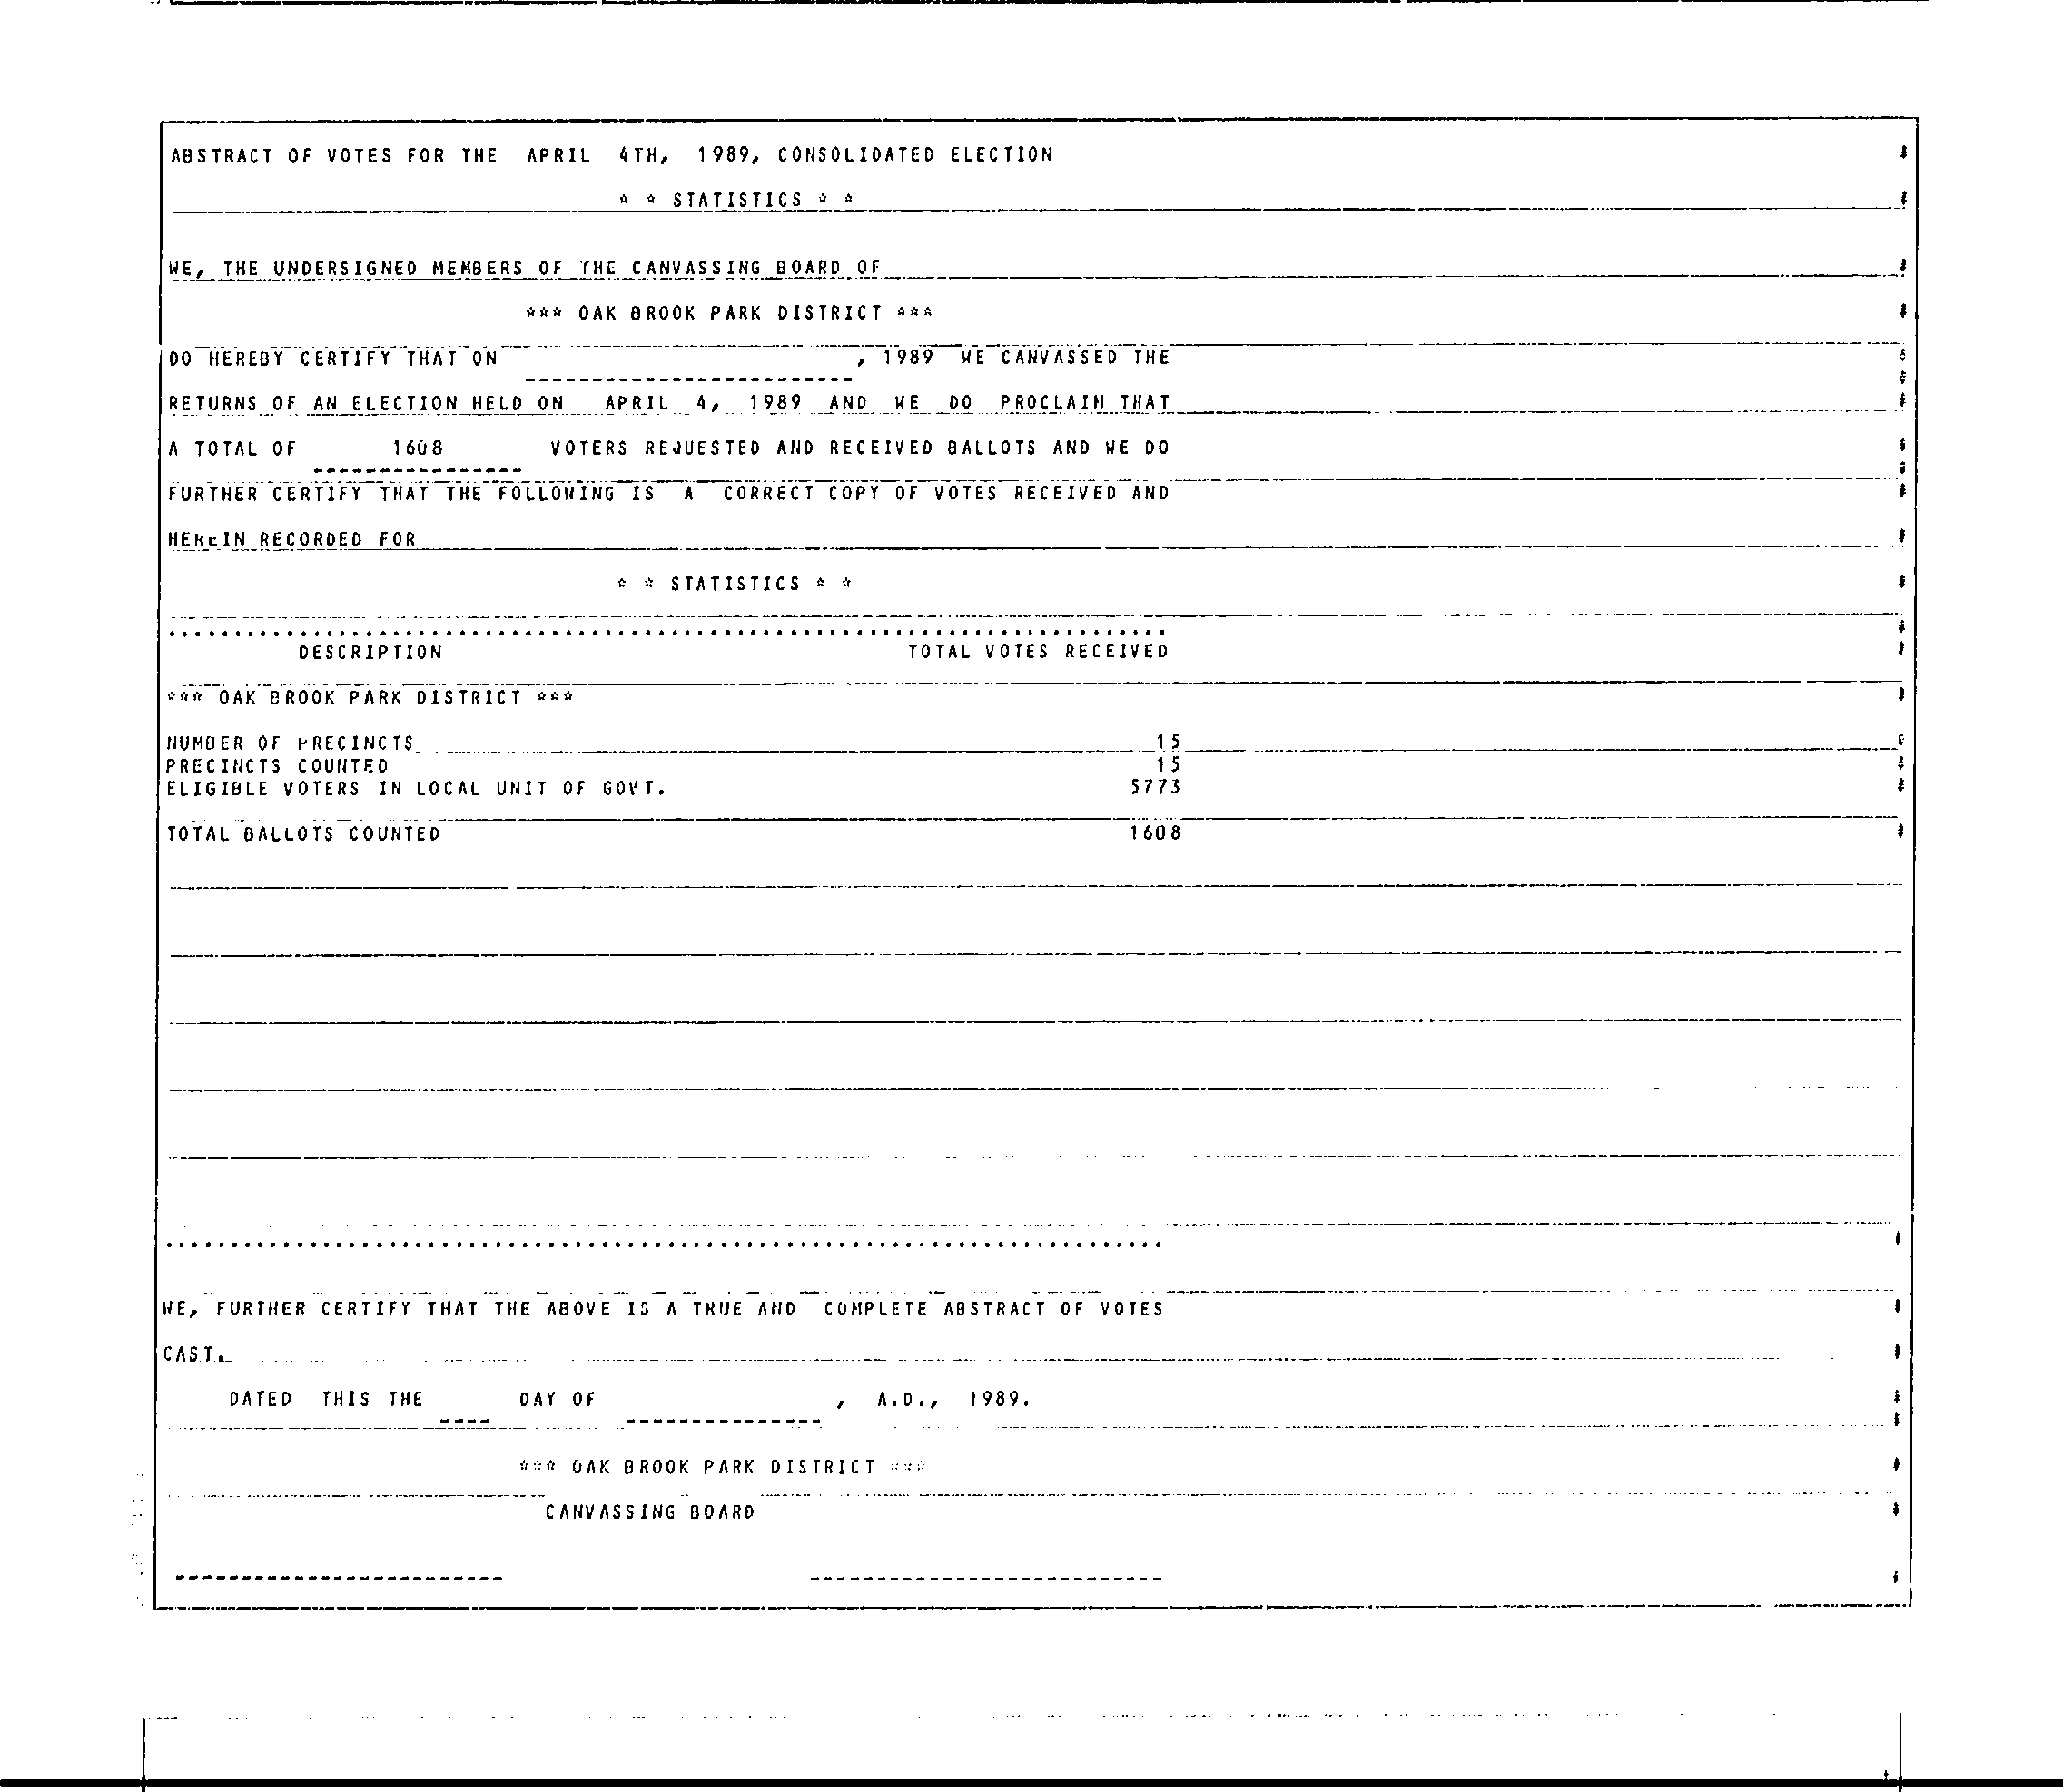 ABSTRACT OF VOTES FOR THE APRIL 4TH, 1989, CONSOLIDATED ELECTION
* * STATISTICS * *
WE, THE UNDERSIGNED MEMBERS OF THE CANVASSING BOARD OF
*** OAK BROOK PARK DISTRICT ***
DO HEREBY CERTIFY THAT ON , 1989 WE CANVASSED THE
RETURNS OF AN ELECTION HELD ON APRIL 4, 1989 AND WE DO PROCLAIM THAT
A TOTAL OF 1608 VOTERS REQUESTED AND RECEIVED BALLOTS AND WE DO
FURTHER CERTIFY THAT THE FOLLOWING IS A CORRECT COPY OF VOTES RECEIVED AND
HEREIN RECORDED FOR
* * STATISTICS * *
DESCRIPTION TOTAL VOTES RECEIVED
*** OAK BROOK PARK DISTRICT ***
NUMBER OF PRECINCTS 15
PRECINCTS COUNTED 15
ELIGIBLE VOTERS IN LOCAL UNIT OF GOVT. 5773
TOTAL BALLOTS COUNTED 1608
WE, FURTHER CERTIFY THAT THE ABOVE IS A TRUE AND COMPLETE ABSTRACT OF VOTES
CAST.
DATED THIS THE ---- DAY OF --------------- , A.D., 1989.
*** OAK BROOK PARK DISTRICT ***
CANVASSING BOARD